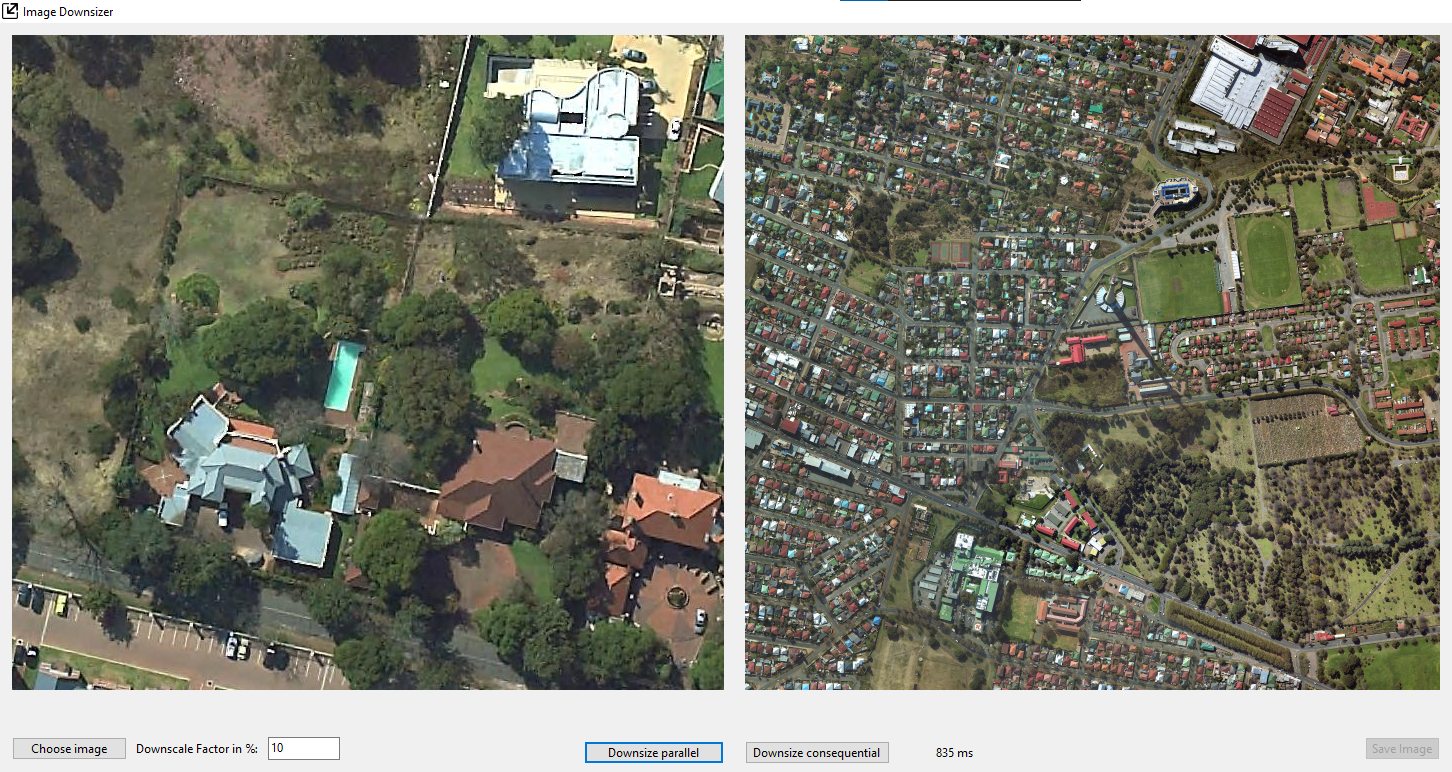 Image Downsizer
Choose image
Downscale Factor in %:
10
Downsize parallel
Downsize consequential
835 ms
Save Image